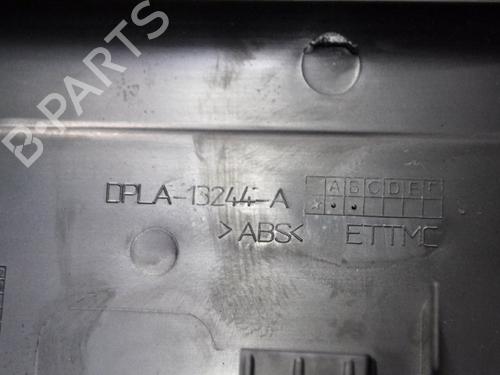 B-PARTS
DPLA-13244-A
A B C D E F
>ABS< ETTMC